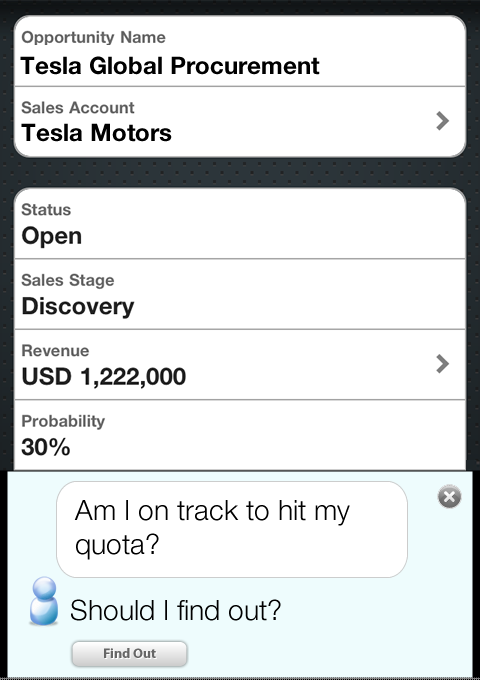 Opportunity Name
Tesla Global Procurement
Sales Account
Tesla Motors
Status
Open
Sales Stage
Discovery
Revenue
USD 1,222,000
Probability
30%
Am I on track to hit my
quota?
Should I find out?
Find Out